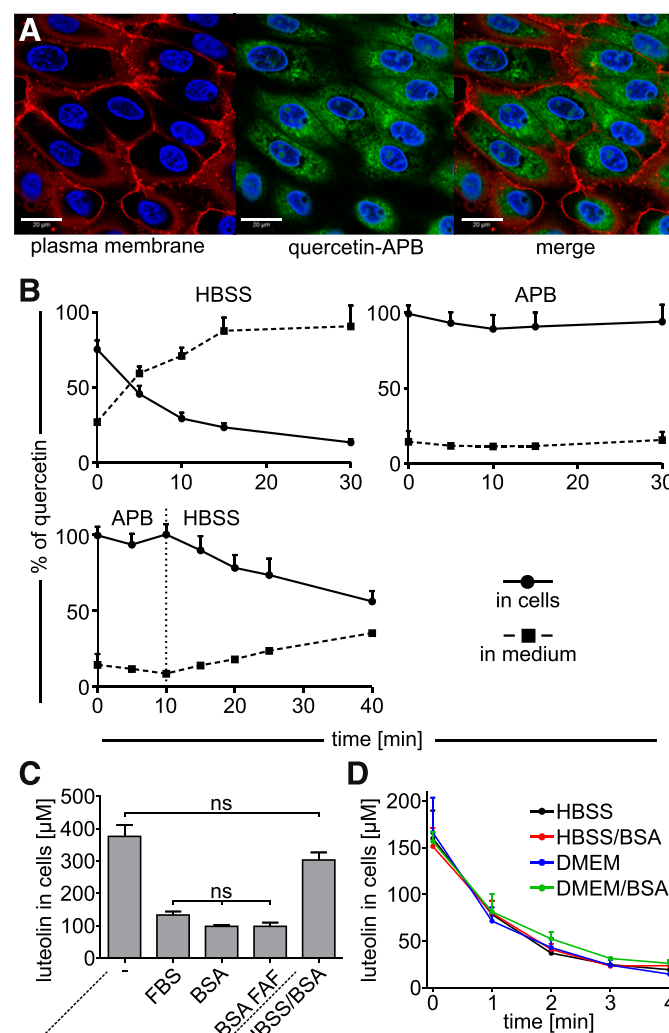 A
20 µm
20 µm
20 µm
plasma membrane quercetin-APB merge
B
HBSS
APB
100
50
0
0 10 20 30
100
50
0
0 10 20 30
% of quercetin
APB HBSS
100
50
0
0 10 20 30 40
in cells
in medium
time [min]
C
luteolin in cells [µM]
500
400
300
200
100
0
ns
ns
-
FBS
BSA
BSA FAF
HBSS/BSA
D
luteolin in cells [µM]
200
150
100
50
0
HBSS
HBSS/BSA
DMEM
DMEM/BSA
0 1 2 3 4
time [min]